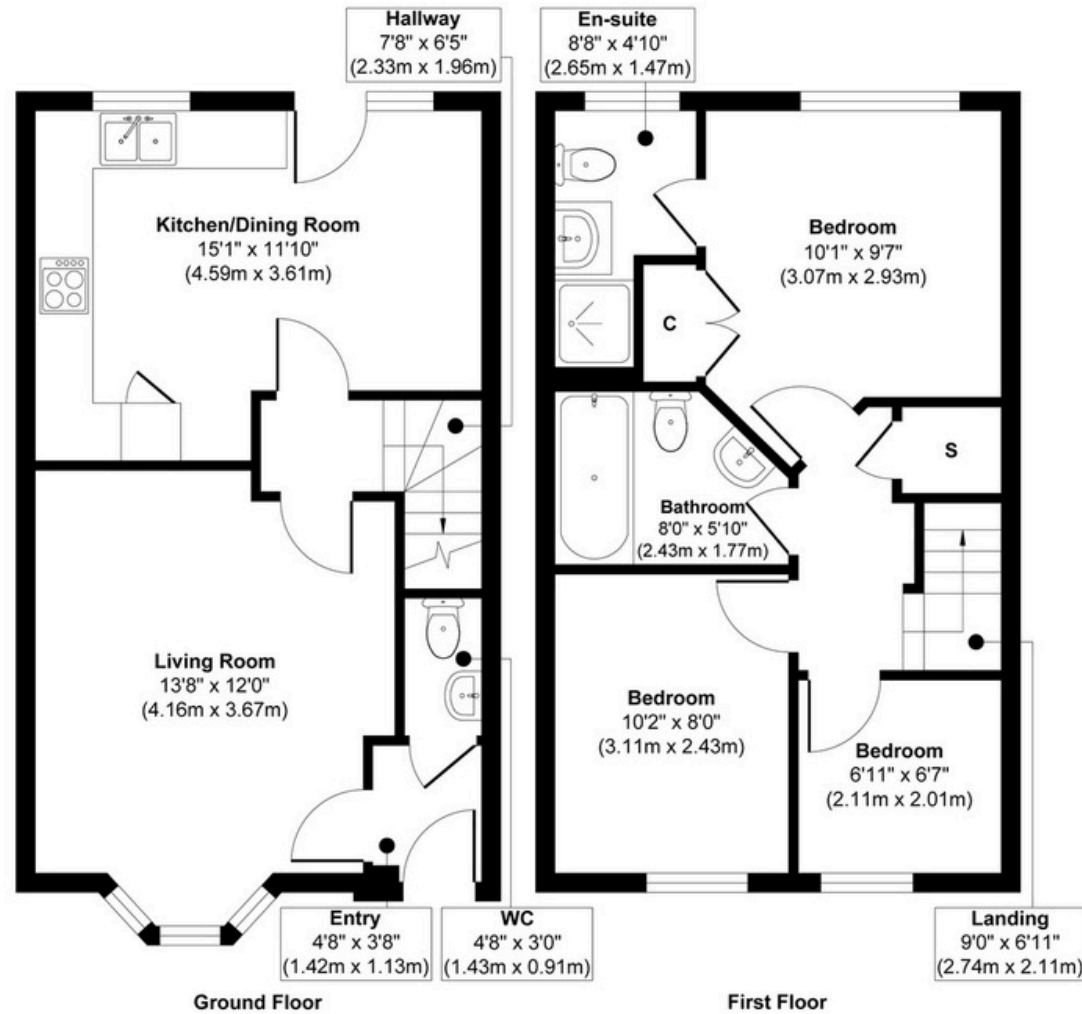 Hallway
7'8" x 6'5"
(2.33m x 1.96m)
En-suite
8'8" x 4'10"
(2.65m x 1.47m)
Kitchen/Dining Room
15'1" x 11'10"
(4.59m x 3.61m)
Bedroom
10'1" x 9'7"
(3.07m x 2.93m)
C
S
Bathroom
8'0" x 5'10"
(2.43m x 1.77m)
Living Room
13'8" x 12'0"
(4.16m x 3.67m)
Bedroom
10'2" x 8'0"
(3.11m x 2.43m)
Bedroom
6'11" x 6'7"
(2.11m x 2.01m)
Entry
4'8" x 3'8"
(1.42m x 1.13m)
WC
4'8" x 3'0"
(1.43m x 0.91m)
Landing
9'0" x 6'11"
(2.74m x 2.11m)
Ground Floor
First Floor